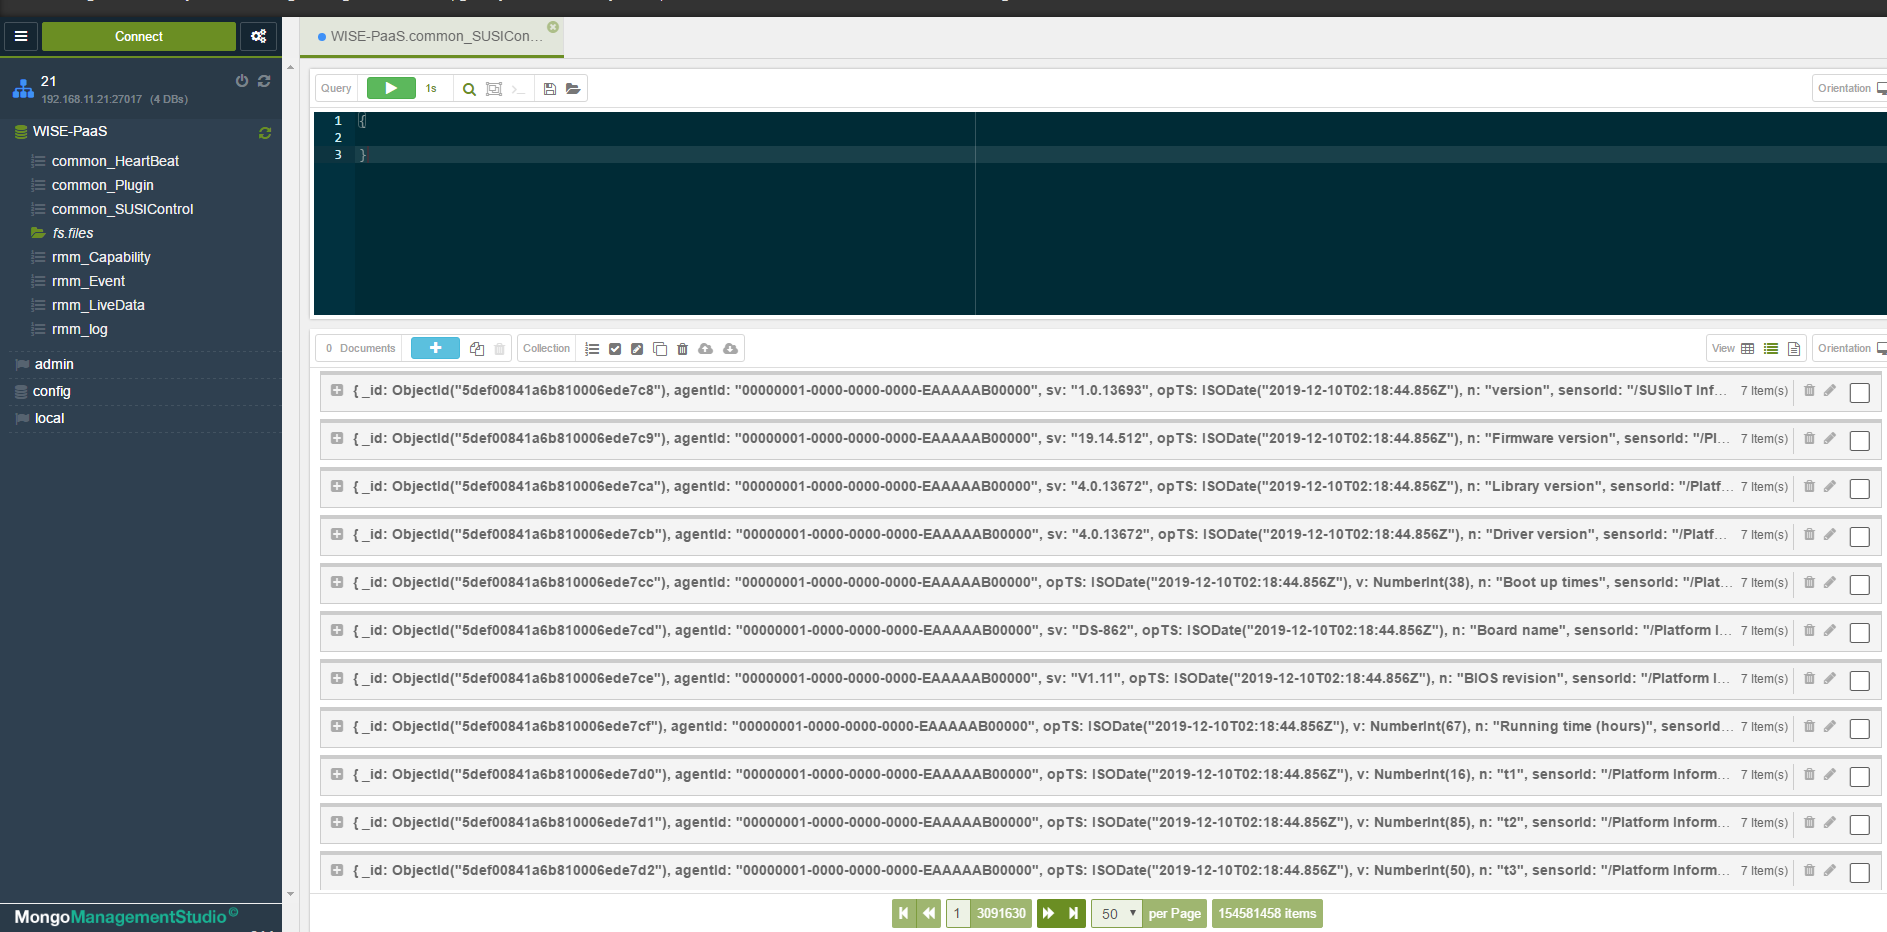 Connect
WISE-PaaS.common_SUSICon...
21
192.168.11.21:27017 (4 DBs)
WISE-PaaS
common_HeartBeat
common_Plugin
common_SUSIControl
fs.files
rmm_Capability
rmm_Event
rmm_LiveData
rmm_log
admin
config
local
MongoManagementStudio©
Query 1s Orientation
1 {
2
3 }
0 Documents Collection View Orientation
{ _id: ObjectId("5def00841a6b810006ede7c8"), agentId: "00000001-0000-0000-0000-EAAAAAB00000", sv: "1.0.13693", opTS: ISODate("2019-12-10T02:18:44.856Z"), n: "version", sensorId: "/SUSIIoT Inf... 7 Item(s)
{ _id: ObjectId("5def00841a6b810006ede7c9"), agentId: "00000001-0000-0000-0000-EAAAAAB00000", sv: "19.14.512", opTS: ISODate("2019-12-10T02:18:44.856Z"), n: "Firmware version", sensorId: "/Pl... 7 Item(s)
{ _id: ObjectId("5def00841a6b810006ede7ca"), agentId: "00000001-0000-0000-0000-EAAAAAB00000", sv: "4.0.13672", opTS: ISODate("2019-12-10T02:18:44.856Z"), n: "Library version", sensorId: "/Platf... 7 Item(s)
{ _id: ObjectId("5def00841a6b810006ede7cb"), agentId: "00000001-0000-0000-0000-EAAAAAB00000", sv: "4.0.13672", opTS: ISODate("2019-12-10T02:18:44.856Z"), n: "Driver version", sensorId: "/Platf... 7 Item(s)
{ _id: ObjectId("5def00841a6b810006ede7cc"), agentId: "00000001-0000-0000-0000-EAAAAAB00000", opTS: ISODate("2019-12-10T02:18:44.856Z"), v: NumberInt(38), n: "Boot up times", sensorId: "/Plat... 7 Item(s)
{ _id: ObjectId("5def00841a6b810006ede7cd"), agentId: "00000001-0000-0000-0000-EAAAAAB00000", sv: "DS-862", opTS: ISODate("2019-12-10T02:18:44.856Z"), n: "Board name", sensorId: "/Platform I... 7 Item(s)
{ _id: ObjectId("5def00841a6b810006ede7ce"), agentId: "00000001-0000-0000-0000-EAAAAAB00000", sv: "V1.11", opTS: ISODate("2019-12-10T02:18:44.856Z"), n: "BIOS revision", sensorId: "/Platform I... 7 Item(s)
{ _id: ObjectId("5def00841a6b810006ede7cf"), agentId: "00000001-0000-0000-0000-EAAAAAB00000", opTS: ISODate("2019-12-10T02:18:44.856Z"), v: NumberInt(67), n: "Running time (hours)", sensorId... 7 Item(s)
{ _id: ObjectId("5def00841a6b810006ede7d0"), agentId: "00000001-0000-0000-0000-EAAAAAB00000", opTS: ISODate("2019-12-10T02:18:44.856Z"), v: NumberInt(16), n: "t1", sensorId: "/Platform Inform... 7 Item(s)
{ _id: ObjectId("5def00841a6b810006ede7d1"), agentId: "00000001-0000-0000-0000-EAAAAAB00000", opTS: ISODate("2019-12-10T02:18:44.856Z"), v: NumberInt(85), n: "t2", sensorId: "/Platform Inform... 7 Item(s)
{ _id: ObjectId("5def00841a6b810006ede7d2"), agentId: "00000001-0000-0000-0000-EAAAAAB00000", opTS: ISODate("2019-12-10T02:18:44.856Z"), v: NumberInt(50), n: "t3", sensorId: "/Platform Inform... 7 Item(s)
1 3091630 50 per Page 154581458 items